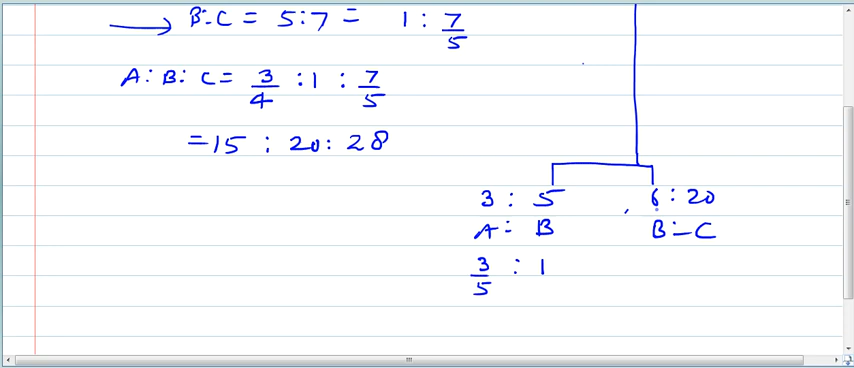 B:C = 5:7 = 1 : 7/5
A:B:C = 3/4 : 1 : 7/5
= 15 : 20 : 28
3 : 5 , 6 : 20
A : B B : C
3/5 : 1